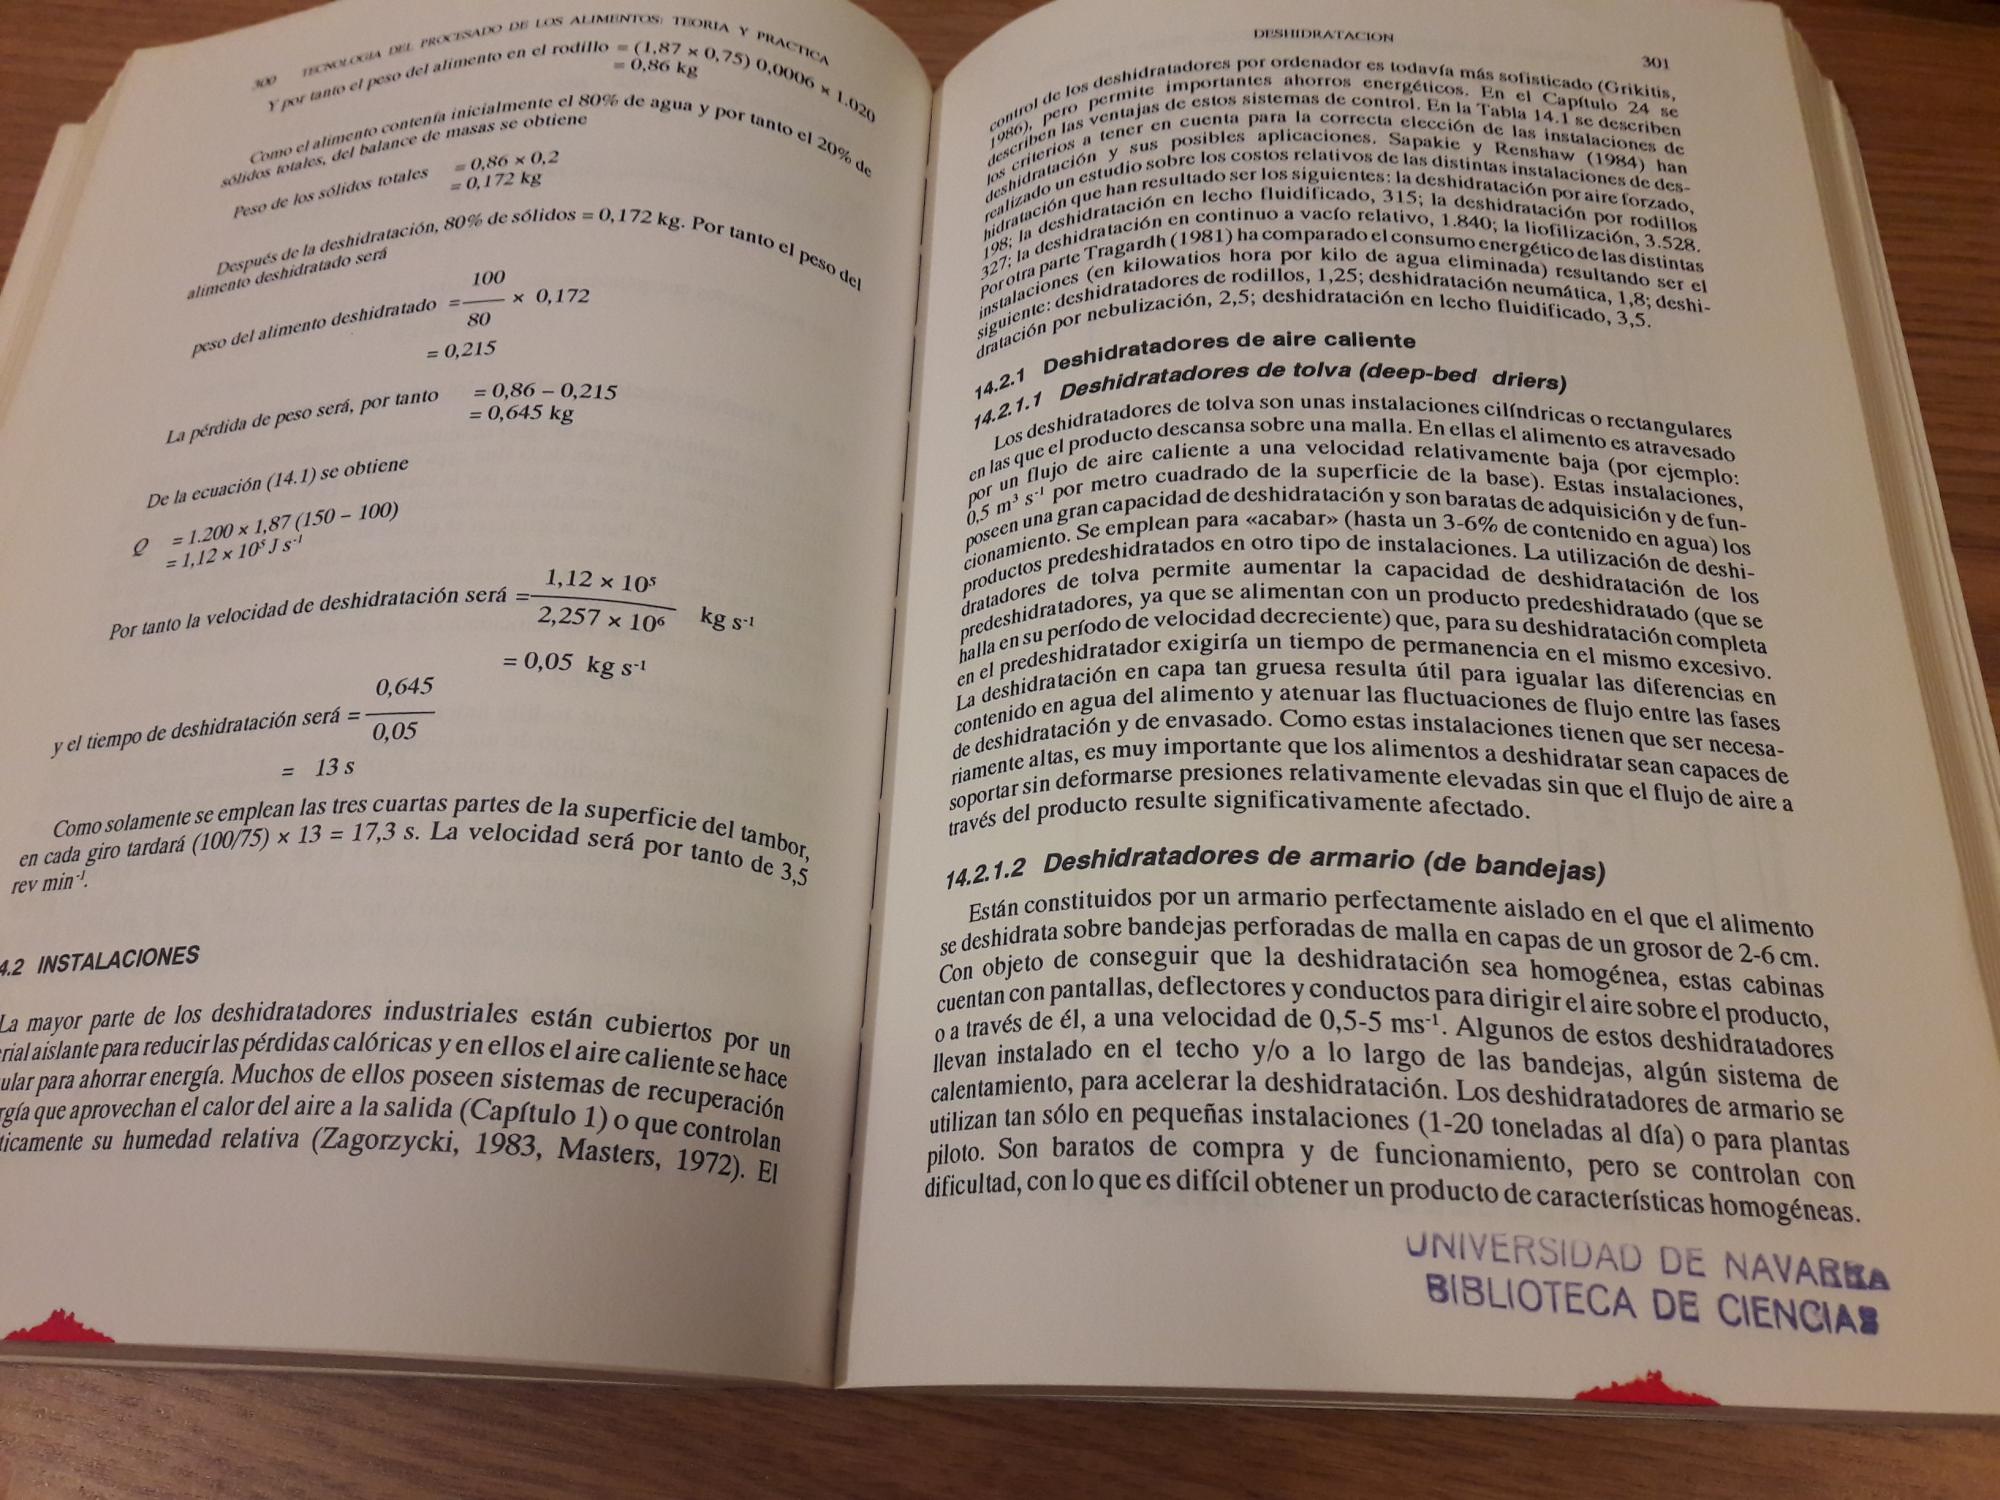 300 TECNOLOGIA DEL PROCESADO DE LOS ALIMENTOS: TEORIA Y PRACTICA
Y por tanto el peso del alimento en el rodillo = (1,87 × 0,75) 0,0006 × 1.020
= 0,86 kg
Como el alimento contenía inicialmente el 80% de agua y por tanto el 20% de
sólidos totales, del balance de masas se obtiene
Peso de los sólidos totales = 0,86 × 0,2
= 0,172 kg
Después de la deshidratación, 80% de sólidos = 0,172 kg. Por tanto el peso del
alimento deshidratado será
peso del alimento deshidratado = 100/80 × 0,172
= 0,215
La pérdida de peso será, por tanto = 0,86 – 0,215
= 0,645 kg
De la ecuación (14.1) se obtiene
Q = 1.200 × 1,87 (150 – 100)
= 1,12 × 10⁵ J s⁻¹
Por tanto la velocidad de deshidratación será = 1,12 × 10⁵ / 2,257 × 10⁶ kg s⁻¹
= 0,05 kg s⁻¹
y el tiempo de deshidratación será = 0,645/0,05
= 13 s
Como solamente se emplean las tres cuartas partes de la superficie del tambor,
en cada giro tardará (100/75) × 13 = 17,3 s. La velocidad será por tanto de 3,5
rev min⁻¹.
4.2 INSTALACIONES
La mayor parte de los deshidratadores industriales están cubiertos por un
rial aislante para reducir las pérdidas calóricas y en ellos el aire caliente se hace
ular para ahorrar energía. Muchos de ellos poseen sistemas de recuperación
rgía que aprovechan el calor del aire a la salida (Capítulo 1) o que controlan
ticamente su humedad relativa (Zagorzycki, 1983, Masters, 1972). El
DESHIDRATACION 301
control de los deshidratadores por ordenador es todavía más sofisticado (Grikitis,
1986), pero permite importantes ahorros energéticos. En el Capítulo 24 se
describen las ventajas de estos sistemas de control. En la Tabla 14.1 se describen
los criterios a tener en cuenta para la correcta elección de las instalaciones de
deshidratación y sus posibles aplicaciones. Sapakie y Renshaw (1984) han
realizado un estudio sobre los costos relativos de las distintas instalaciones de des-
hidratación que han resultado ser los siguientes: la deshidratación por aire forzado,
198; la deshidratación en lecho fluidificado, 315; la deshidratación por rodillos
327; la deshidratación en continuo a vacío relativo, 1.840; la liofilización, 3.528.
Por otra parte Tragardh (1981) ha comparado el consumo energético de las distintas
instalaciones (en kilowatios hora por kilo de agua eliminada) resultando ser el
siguiente: deshidratadores de rodillos, 1,25; deshidratación neumática, 1,8; deshi-
dratación por nebulización, 2,5; deshidratación en lecho fluidificado, 3,5.
14.2.1 Deshidratadores de aire caliente
14.2.1.1 Deshidratadores de tolva (deep-bed driers)
Los deshidratadores de tolva son unas instalaciones cilíndricas o rectangulares
en las que el producto descansa sobre una malla. En ellas el alimento es atravesado
por un flujo de aire caliente a una velocidad relativamente baja (por ejemplo:
0,5 m³ s⁻¹ por metro cuadrado de la superficie de la base). Estas instalaciones,
poseen una gran capacidad de deshidratación y son baratas de adquisición y de fun-
cionamiento. Se emplean para «acabar» (hasta un 3-6% de contenido en agua) los
productos predeshidratados en otro tipo de instalaciones. La utilización de deshi-
dratadores de tolva permite aumentar la capacidad de deshidratación de los
predeshidratadores, ya que se alimentan con un producto predeshidratado (que se
halla en su período de velocidad decreciente) que, para su deshidratación completa
en el predeshidratador exigiría un tiempo de permanencia en el mismo excesivo.
La deshidratación en capa tan gruesa resulta útil para igualar las diferencias en
contenido en agua del alimento y atenuar las fluctuaciones de flujo entre las fases
de deshidratación y de envasado. Como estas instalaciones tienen que ser necesa-
riamente altas, es muy importante que los alimentos a deshidratar sean capaces de
soportar sin deformarse presiones relativamente elevadas sin que el flujo de aire a
través del producto resulte significativamente afectado.
14.2.1.2 Deshidratadores de armario (de bandejas)
Están constituidos por un armario perfectamente aislado en el que el alimento
se deshidrata sobre bandejas perforadas de malla en capas de un grosor de 2-6 cm.
Con objeto de conseguir que la deshidratación sea homogénea, estas cabinas
cuentan con pantallas, deflectores y conductos para dirigir el aire sobre el producto,
o a través de él, a una velocidad de 0,5-5 ms⁻¹. Algunos de estos deshidratadores
llevan instalado en el techo y/o a lo largo de las bandejas, algún sistema de
calentamiento, para acelerar la deshidratación. Los deshidratadores de armario se
utilizan tan sólo en pequeñas instalaciones (1-20 toneladas al día) o para plantas
piloto. Son baratos de compra y de funcionamiento, pero se controlan con
dificultad, con lo que es difícil obtener un producto de características homogéneas.
UNIVERSIDAD DE NAVARRA
BIBLIOTECA DE CIENCIAS